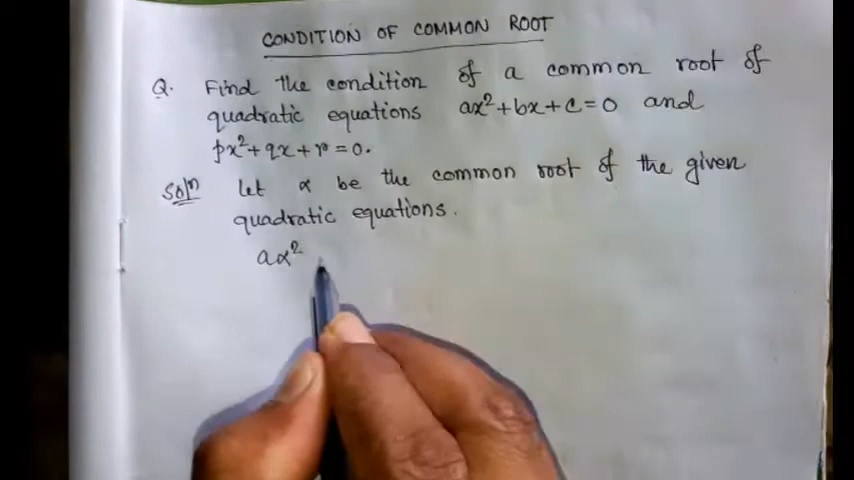 CONDITION OF COMMON ROOT
Q. Find the condition of a common root of
quadratic equations ax²+bx+c=0 and
px²+qx+r=0.
Solⁿ Let α be the common root of the given
quadratic equations.
aα²